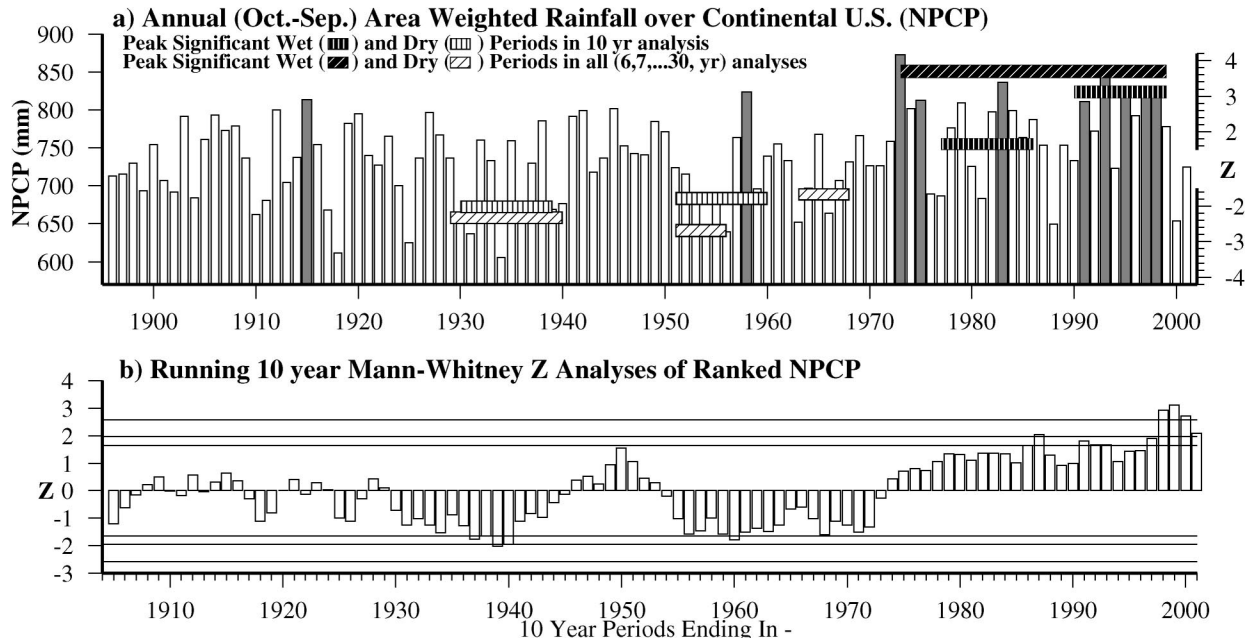 a) Annual (Oct.-Sep.) Area Weighted Rainfall over Continental U.S. (NPCP)
Peak Significant Wet ( ) and Dry ( ) Periods in 10 yr analysis
Peak Significant Wet ( ) and Dry ( ) Periods in all (6,7,...30, yr) analyses
NPCP (mm)
900
850
800
750
700
650
600
4
3
2
Z
-2
-3
-4
1900 1910 1920 1930 1940 1950 1960 1970 1980 1990 2000
b) Running 10 year Mann-Whitney Z Analyses of Ranked NPCP
4
3
2
1
Z 0
-1
-2
-3
1910 1920 1930 1940 1950 1960 1970 1980 1990 2000
10 Year Periods Ending In -